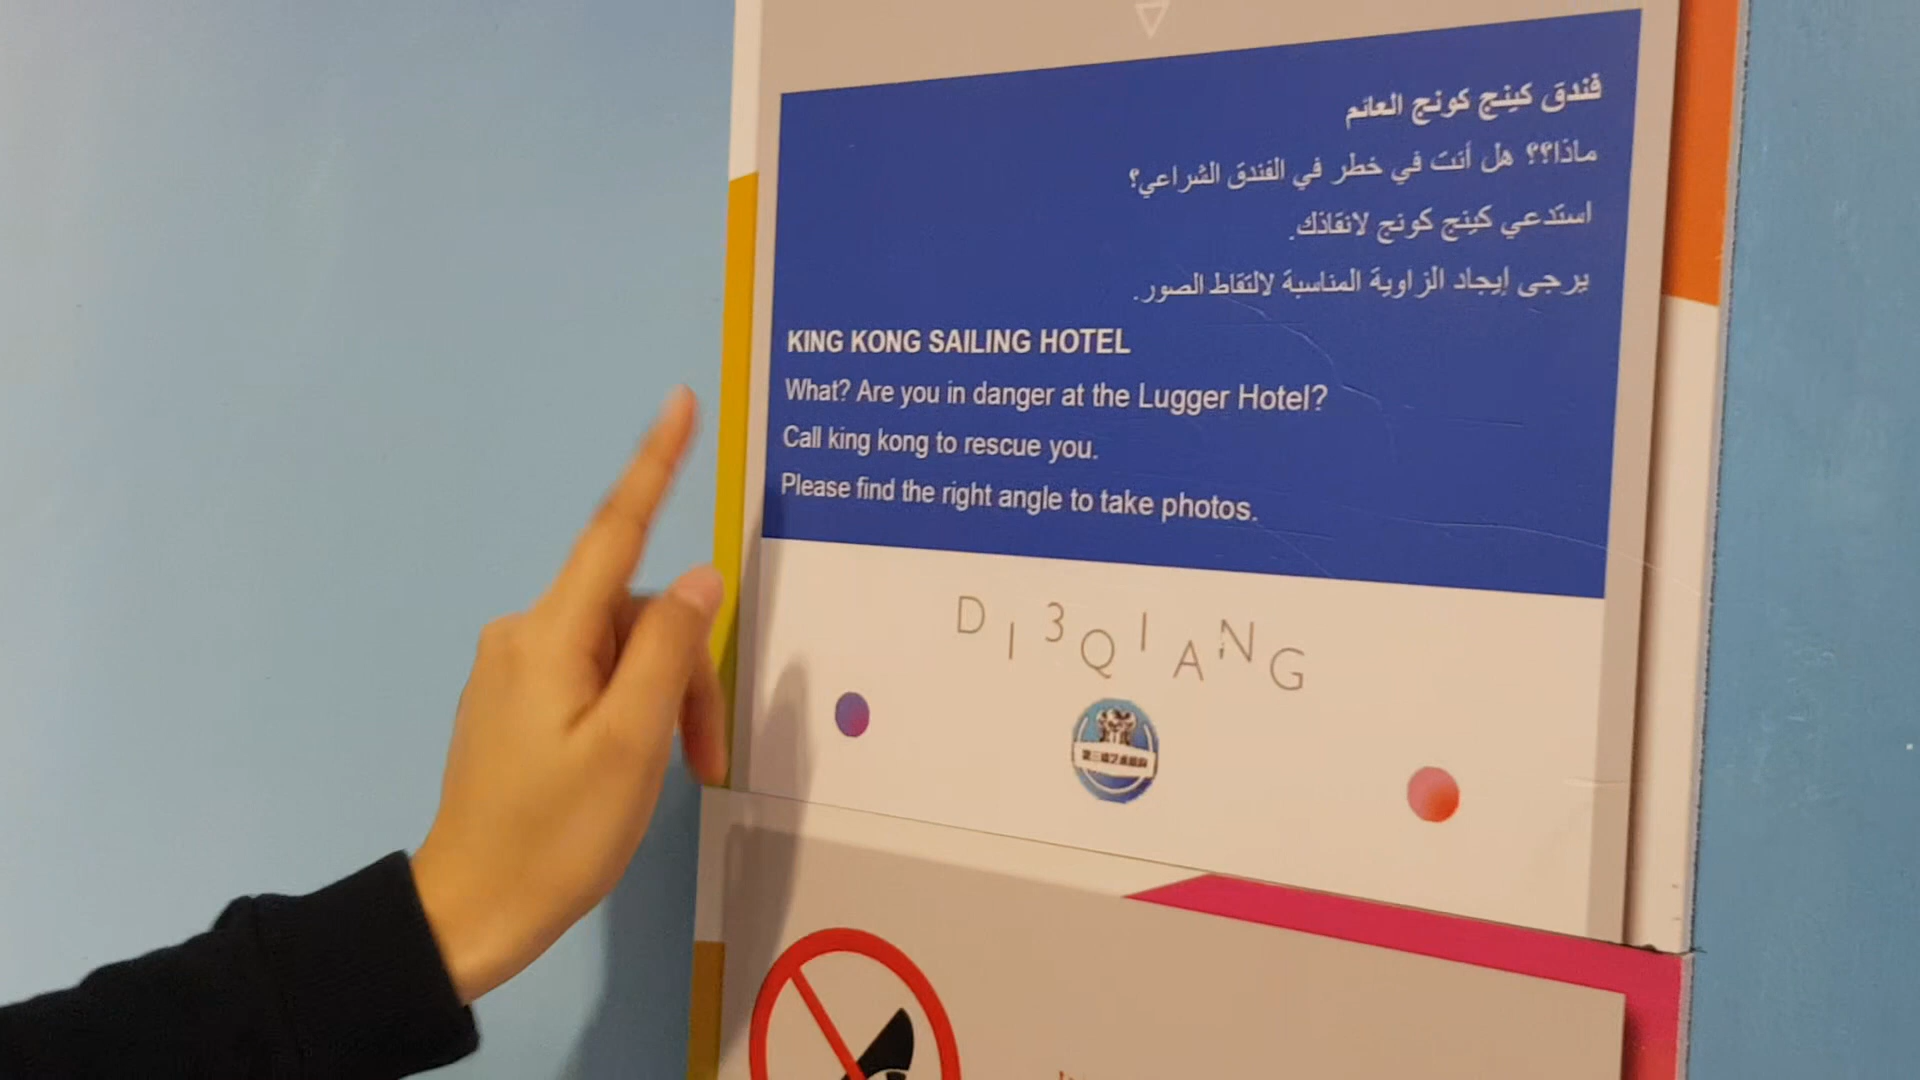 فندق كينج كونج العائم
ماذا؟؟ هل أنت في خطر في الفندق الشراعي؟
استدعي كينج كونج لانقاذك.
يرجى إيجاد الزاوية المناسبة لالتقاط الصور.
KING KONG SAILING HOTEL
What? Are you in danger at the Lugger Hotel?
Call king kong to rescue you.
Please find the right angle to take photos.
DI3QIANG